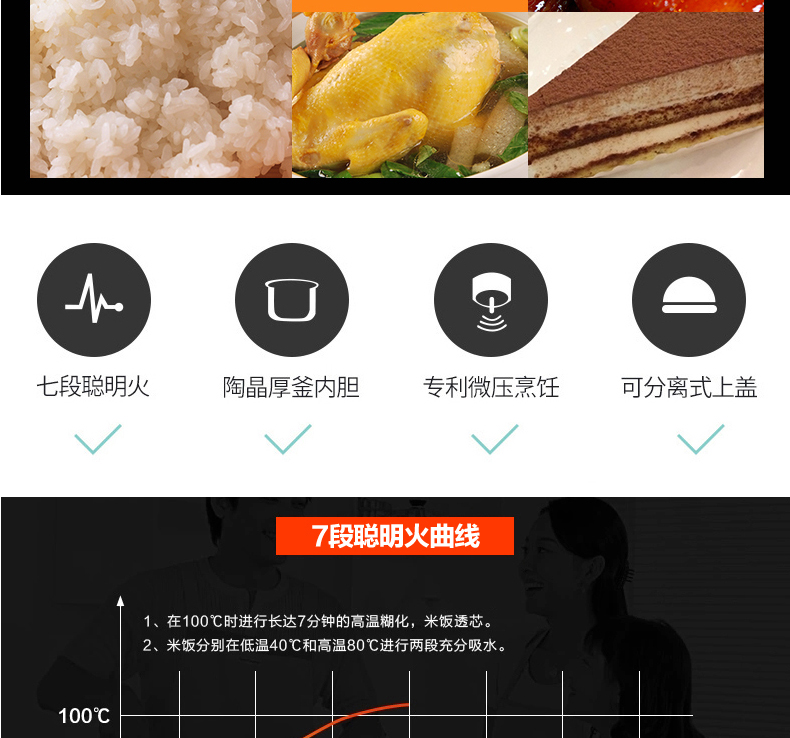 七段聪明火
陶晶厚釜内胆
专利微压烹饪
可分离式上盖
7段聪明火曲线
1、在100℃时进行长达7分钟的高温糊化，米饭透芯。
2、米饭分别在低温40℃和高温80℃进行两段充分吸水。
100℃